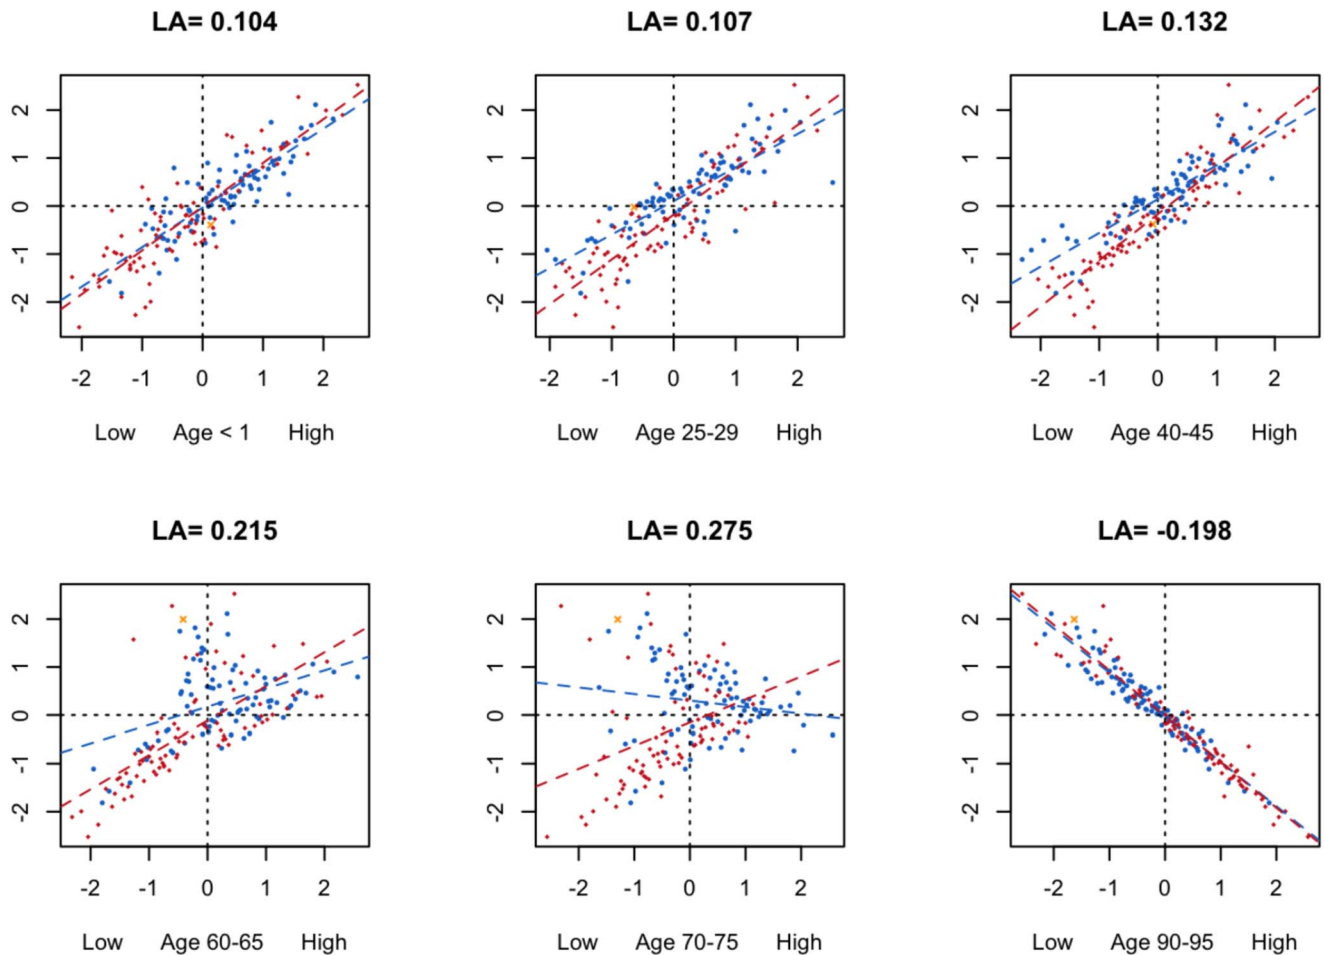 LA= 0.104 LA= 0.107 LA= 0.132
2 2 2
1 1 1
0 0 0
-1 -1 -1
-2 -2 -2
-2 -1 0 1 2 -2 -1 0 1 2 -2 -1 0 1 2
Low Age < 1 High Low Age 25-29 High Low Age 40-45 High
LA= 0.215 LA= 0.275 LA= -0.198
2 2 2
1 1 1
0 0 0
-1 -1 -1
-2 -2 -2
-2 -1 0 1 2 -2 -1 0 1 2 -2 -1 0 1 2
Low Age 60-65 High Low Age 70-75 High Low Age 90-95 High